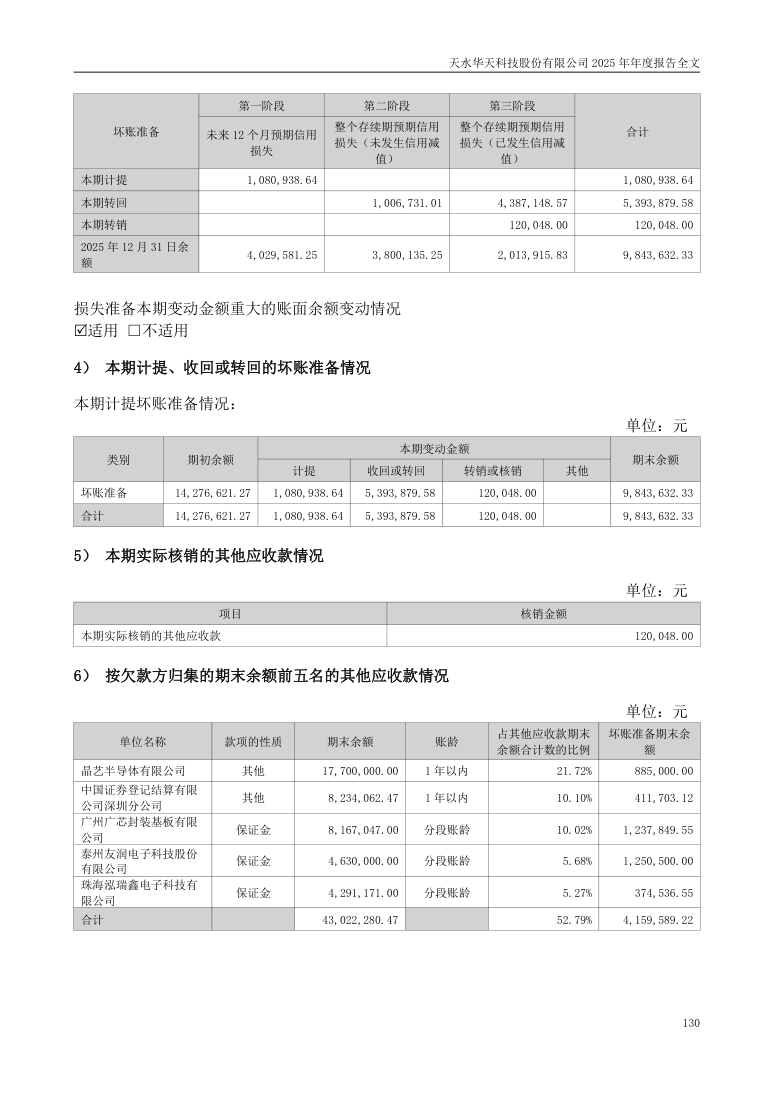 天水华天科技股份有限公司 2025 年年度报告全文
坏账准备 第一阶段 第二阶段 第三阶段 合计
未来 12 个月预期信用损失 整个存续期预期信用损失（未发生信用减值） 整个存续期预期信用损失（已发生信用减值）
本期计提 1,080,938.64 1,080,938.64
本期转回 1,006,731.01 4,387,148.57 5,393,879.58
本期转销 120,048.00 120,048.00
2025 年 12 月 31 日余额 4,029,581.25 3,800,135.25 2,013,915.83 9,843,632.33
损失准备本期变动金额重大的账面余额变动情况
☑适用 □不适用
4） 本期计提、收回或转回的坏账准备情况
本期计提坏账准备情况：
单位：元
类别 期初余额 本期变动金额 期末余额
计提 收回或转回 转销或核销 其他
坏账准备 14,276,621.27 1,080,938.64 5,393,879.58 120,048.00 9,843,632.33
合计 14,276,621.27 1,080,938.64 5,393,879.58 120,048.00 9,843,632.33
5） 本期实际核销的其他应收款情况
单位：元
项目 核销金额
本期实际核销的其他应收款 120,048.00
6） 按欠款方归集的期末余额前五名的其他应收款情况
单位：元
单位名称 款项的性质 期末余额 账龄 占其他应收款期末余额合计数的比例 坏账准备期末余额
晶艺半导体有限公司 其他 17,700,000.00 1 年以内 21.72% 885,000.00
中国证券登记结算有限公司深圳分公司 其他 8,234,062.47 1 年以内 10.10% 411,703.12
广州广芯封装基板有限公司 保证金 8,167,047.00 分段账龄 10.02% 1,237,849.55
泰州友润电子科技股份有限公司 保证金 4,630,000.00 分段账龄 5.68% 1,250,500.00
珠海泓瑞鑫电子科技有限公司 保证金 4,291,171.00 分段账龄 5.27% 374,536.55
合计 43,022,280.47 52.79% 4,159,589.22
130